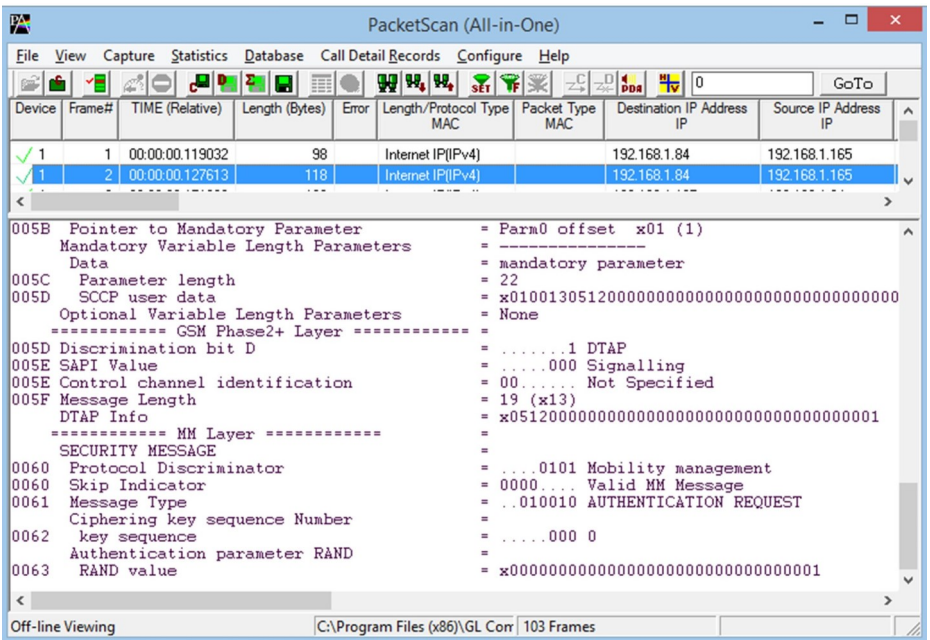 PacketScan (All-in-One)
File View Capture Statistics Database Call Detail Records Configure Help
0 GoTo
Device Frame# TIME (Relative) Length (Bytes) Error Length/Protocol Type MAC Packet Type MAC Destination IP Address IP Source IP Address IP
1 1 00:00:00.119032 98 Internet IP(IPv4) 192.168.1.84 192.168.1.165
1 2 00:00:00.127613 118 Internet IP(IPv4) 192.168.1.84 192.168.1.165
005B Pointer to Mandatory Parameter = Parm0 offset x01 (1)
Mandatory Variable Length Parameters = ---------------
Data = mandatory parameter
005C Parameter length = 22
005D SCCP user data = x0100130512000000000000000000000000000000
Optional Variable Length Parameters = None
============ GSM Phase2+ Layer ============ =
005D Discrimination bit D = .......1 DTAP
005E SAPI Value = .....000 Signalling
005E Control channel identification = 00...... Not Specified
005F Message Length = 19 (x13)
DTAP Info = x05120000000000000000000000000000000001
============ MM Layer ============ =
SECURITY MESSAGE =
0060 Protocol Discriminator = ....0101 Mobility management
0060 Skip Indicator = 0000.... Valid MM Message
0061 Message Type = ..010010 AUTHENTICATION REQUEST
Ciphering key sequence Number =
0062 key sequence = .....000 0
Authentication parameter RAND =
0063 RAND value = x00000000000000000000000000000001
Off-line Viewing C:\Program Files (x86)\GL Com 103 Frames